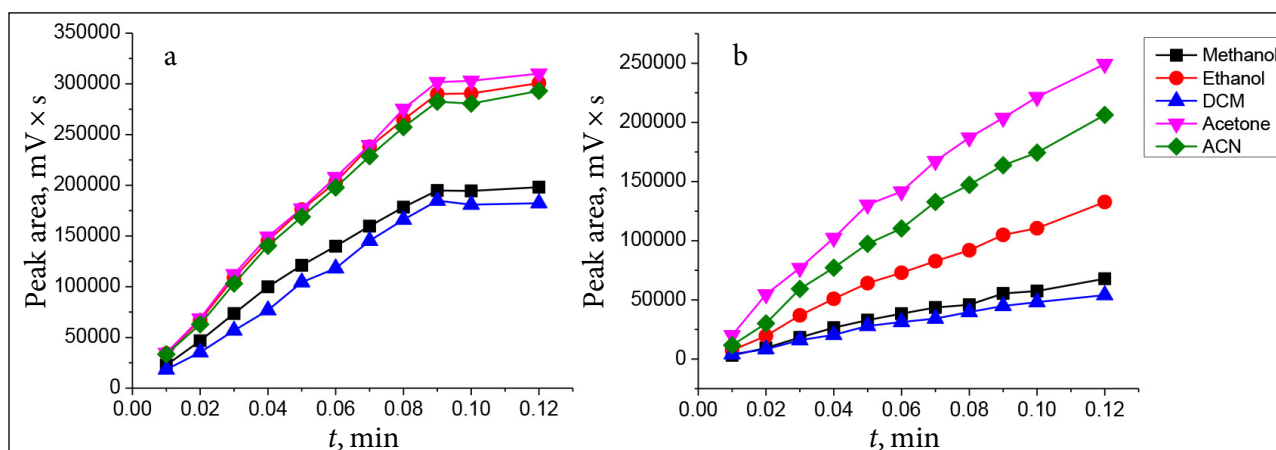 a
350000
300000
250000
200000
150000
100000
50000
0
Peak area, mV × s
0.00 0.02 0.04 0.06 0.08 0.10 0.12
t, min
b
250000
200000
150000
100000
50000
0
Peak area, mV × s
0.00 0.02 0.04 0.06 0.08 0.10 0.12
t, min
Methanol
Ethanol
DCM
Acetone
ACN